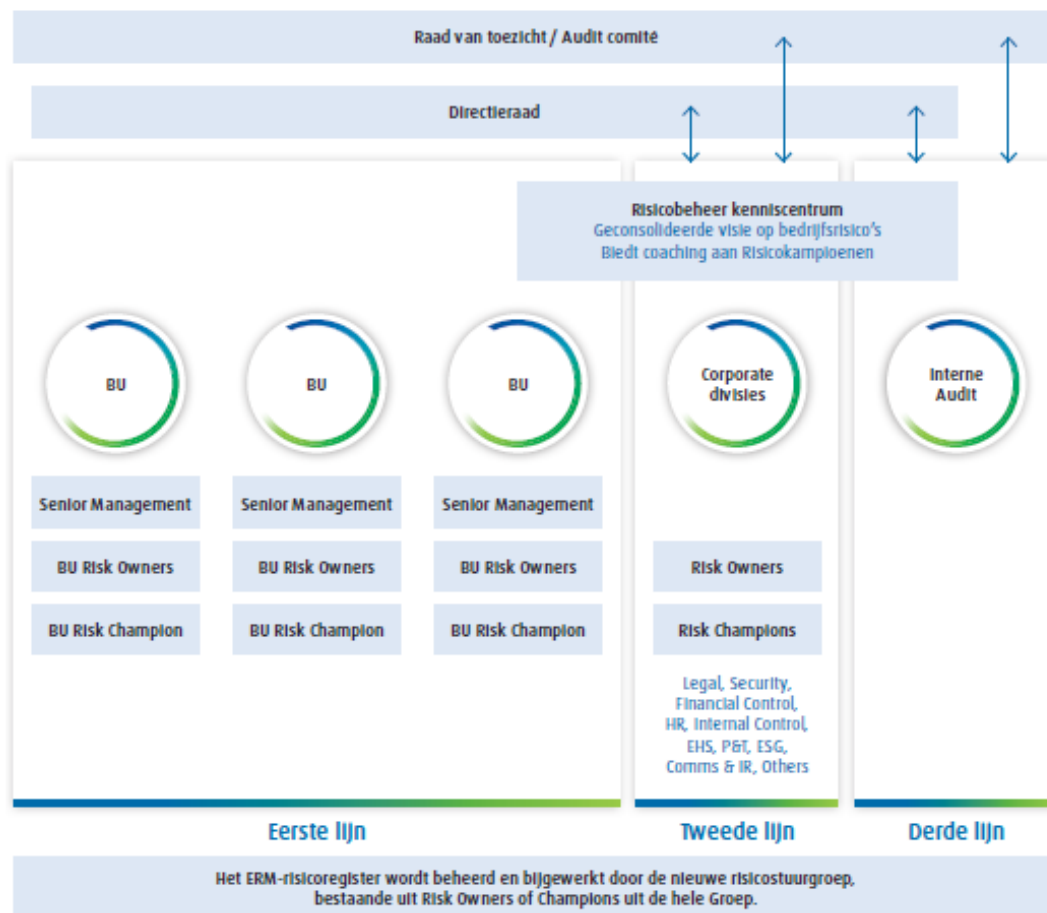 Raad van toezicht / Audit comité
Directieraad
Risicobeheer kenniscentrum
Geconsolideerde visie op bedrijfsrisico's
Biedt coaching aan Risicokampioenen
BU
BU
BU
Corporate
divisies
Interne
Audit
Senior Management
Senior Management
Senior Management
BU Risk Owners
BU Risk Owners
BU Risk Owners
Risk Owners
BU Risk Champion
BU Risk Champion
BU Risk Champion
Risk Champions
Legal, Security,
Financial Control,
HR, Internal Control,
EHS, P&T, ESG,
Comms & IR, Others
Eerste lijn
Tweede lijn
Derde lijn
Het ERM-risicoregister wordt beheerd en bijgewerkt door de nieuwe risicostuurgroep,
bestaande uit Risk Owners of Champions uit de hele Groep.